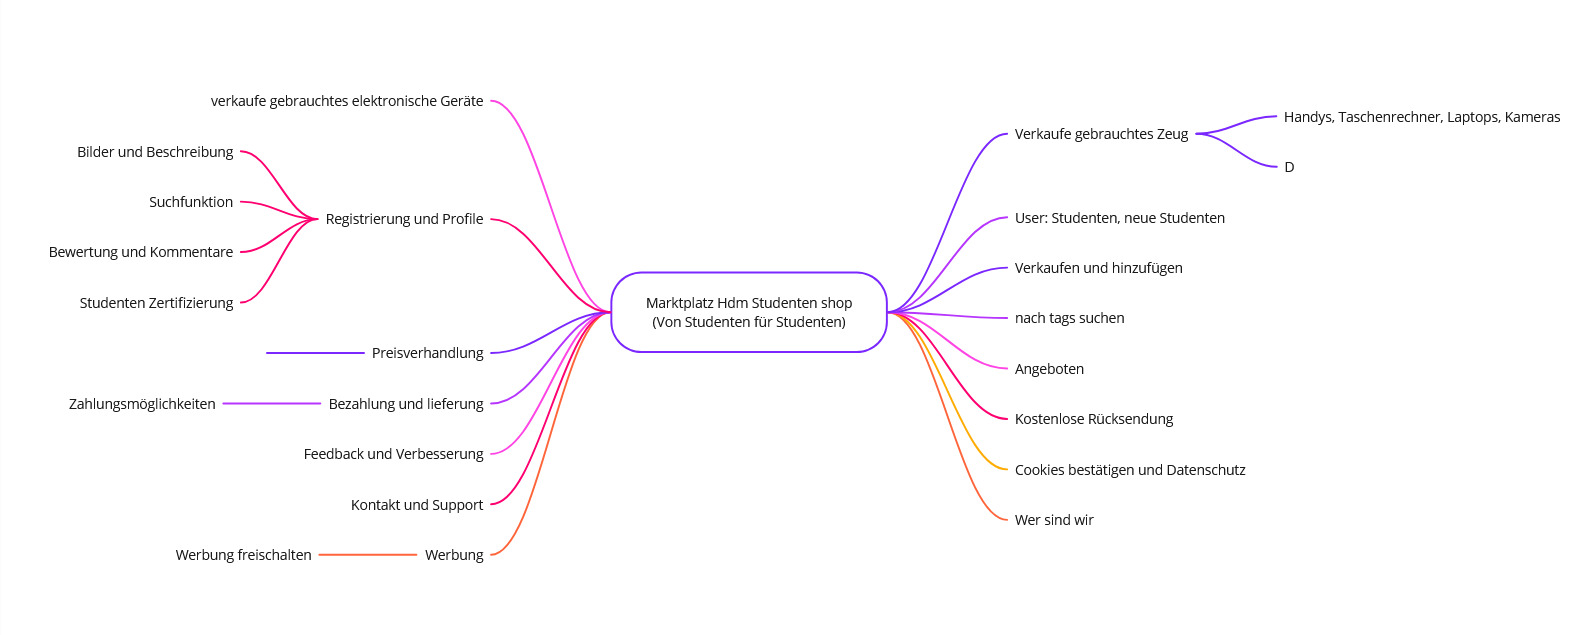 verkaufe gebrauchtes elektronische Geräte
Bilder und Beschreibung
Suchfunktion
Registrierung und Profile
Bewertung und Kommentare
Studenten Zertifizierung
Preisverhandlung
Zahlungsmöglichkeiten
Bezahlung und lieferung
Feedback und Verbesserung
Kontakt und Support
Werbung freischalten
Werbung
Marktplatz Hdm Studenten shop
(Von Studenten für Studenten)
Verkaufe gebrauchtes Zeug
Handys, Taschenrechner, Laptops, Kameras
D
User: Studenten, neue Studenten
Verkaufen und hinzufügen
nach tags suchen
Angeboten
Kostenlose Rücksendung
Cookies bestätigen und Datenschutz
Wer sind wir